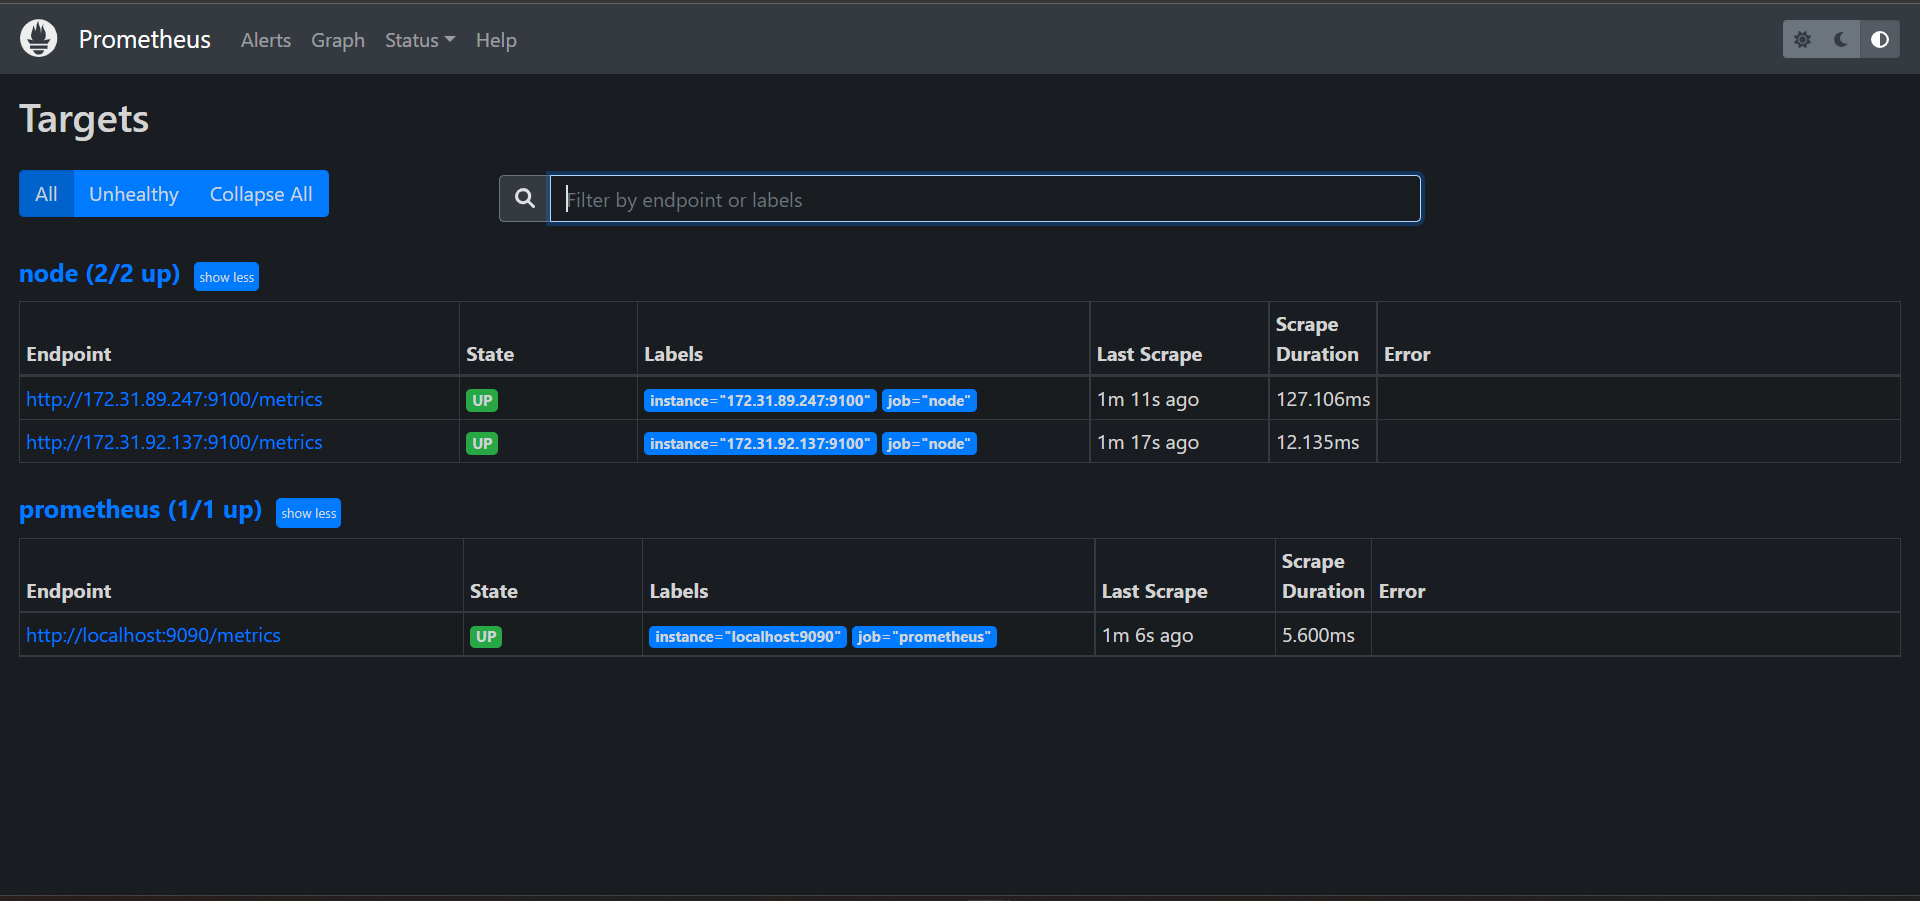 Prometheus Alerts Graph Status Help
Targets
All Unhealthy Collapse All
Filter by endpoint or labels
node (2/2 up) show less
Endpoint State Labels Last Scrape Scrape Duration Error
http://172.31.89.247:9100/metrics UP instance="172.31.89.247:9100" job="node" 1m 11s ago 127.106ms
http://172.31.92.137:9100/metrics UP instance="172.31.92.137:9100" job="node" 1m 17s ago 12.135ms
prometheus (1/1 up) show less
Endpoint State Labels Last Scrape Scrape Duration Error
http://localhost:9090/metrics UP instance="localhost:9090" job="prometheus" 1m 6s ago 5.600ms